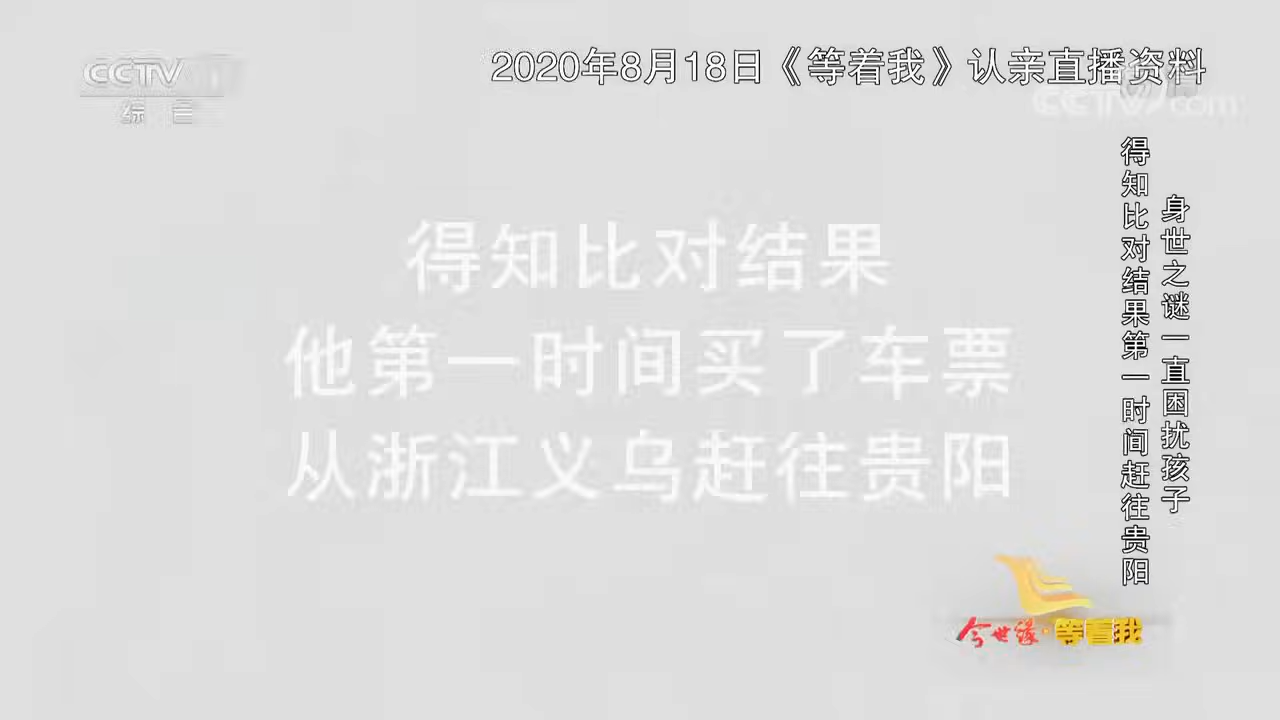 CCTV
综合
2020年8月18日《等着我》认亲直播资料
CCTV.com
得知比对结果
他第一时间买了车票
从浙江义乌赶往贵阳
身世之谜一直困扰孩子
得知比对结果第一时间赶往贵阳
今世缘·等着我